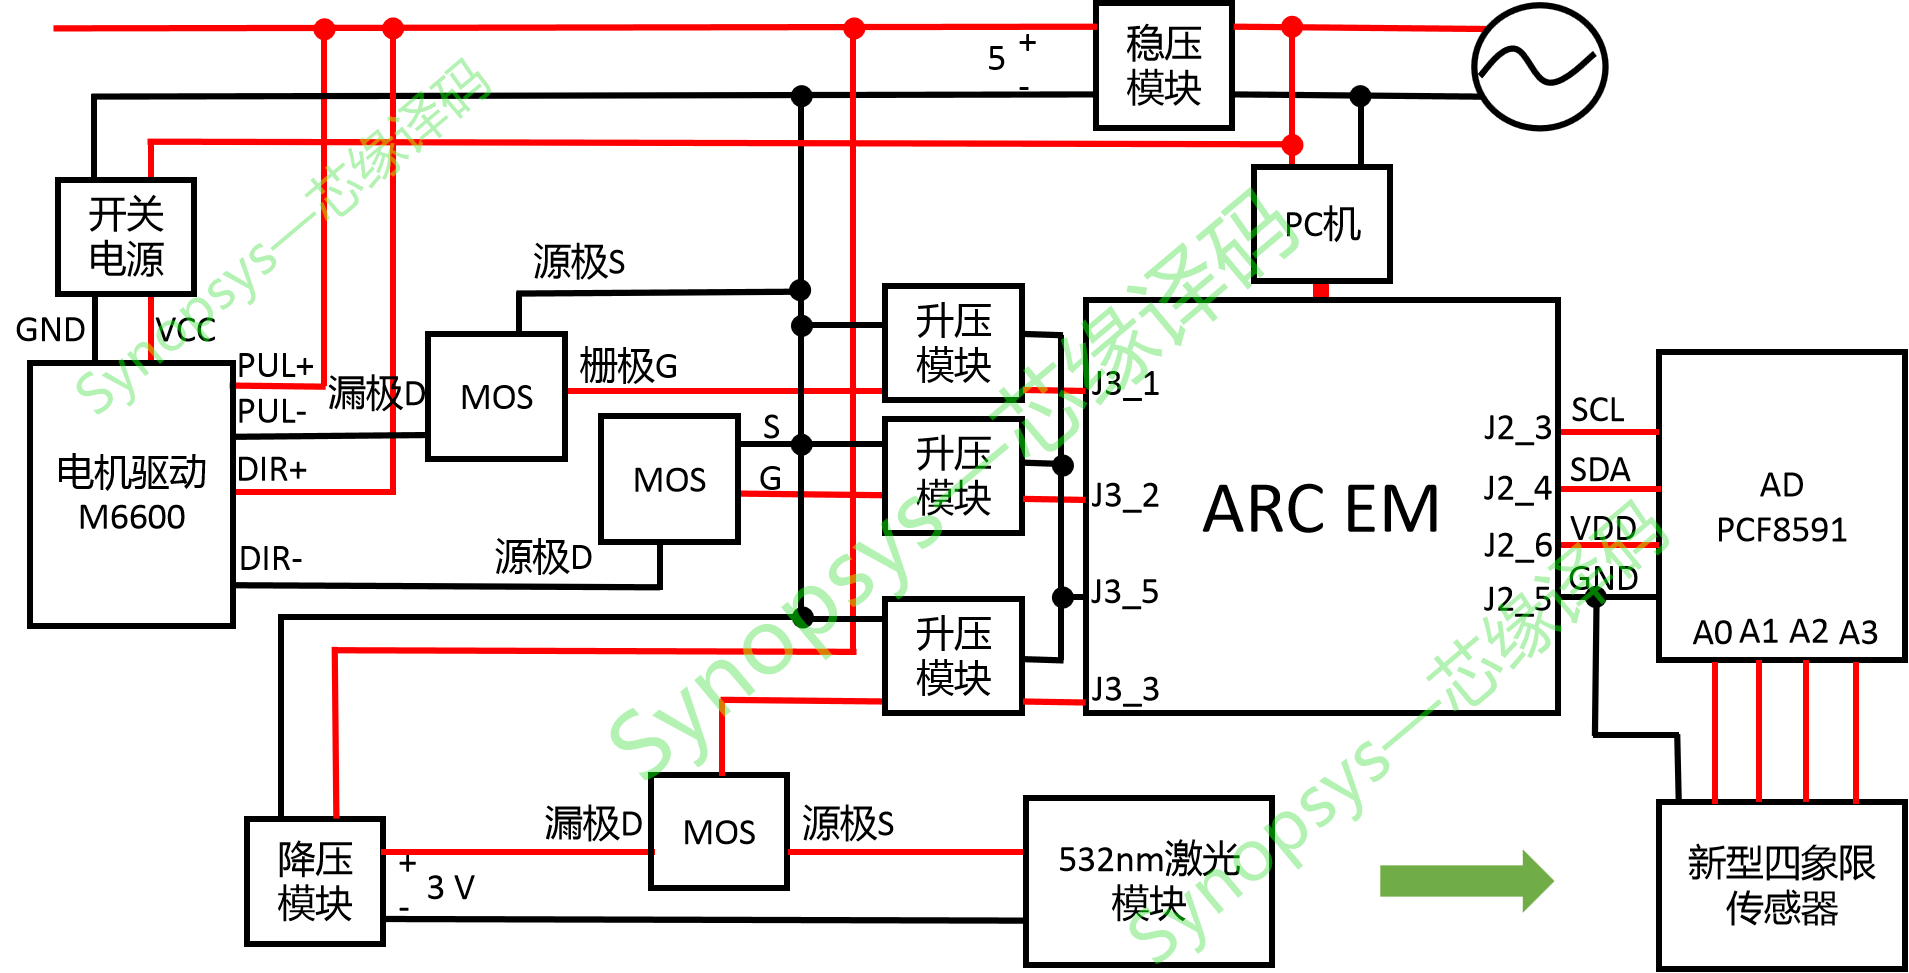 5
+
-
稳压
模块
开关
电源
GND
VCC
PC机
源极S
PUL+
漏极D
PUL-
DIR+
DIR-
电机驱动
M6600
MOS
栅极G
MOS
S
G
源极D
升压
模块
升压
模块
升压
模块
J3_1
J3_2
J3_5
J3_3
ARC EM
J2_3
J2_4
J2_6
J2_5
SCL
SDA
VDD
GND
AD
PCF8591
A0 A1 A2 A3
降压
模块
+
3 V
-
漏极D
MOS
源极S
532nm激光
模块
新型四象限
传感器
Synopsys—芯缘译码
Synopsys—芯缘译码
Synopsys—芯缘译码